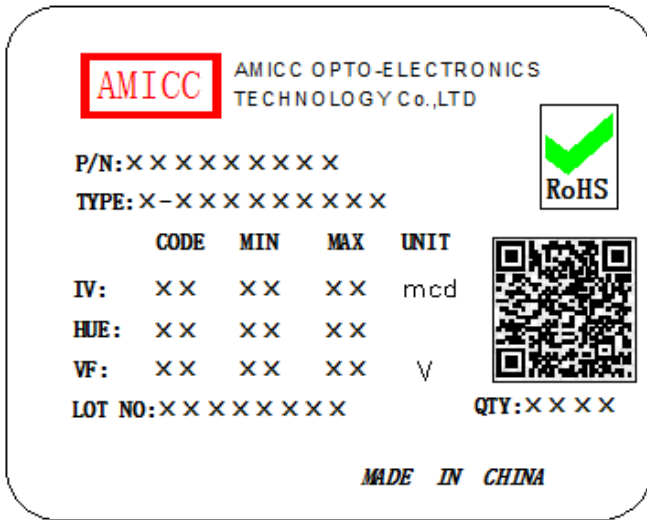 AMICC
AMICC OPTO-ELECTRONICS
TECHNOLOGY Co.,LTD
RoHS
P/N:×××××××××
TYPE:×-×××××××××
CODE MIN MAX UNIT
IV: ×× ×× ×× mcd
HUE: ×× ×× ××
VF: ×× ×× ×× V
LOT NO:×××××××× QTY:××××
MADE IN CHINA